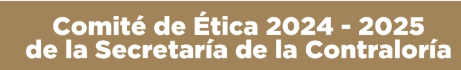 Comité de Ética 2024 - 2025
de la Secretaría de la Contraloría